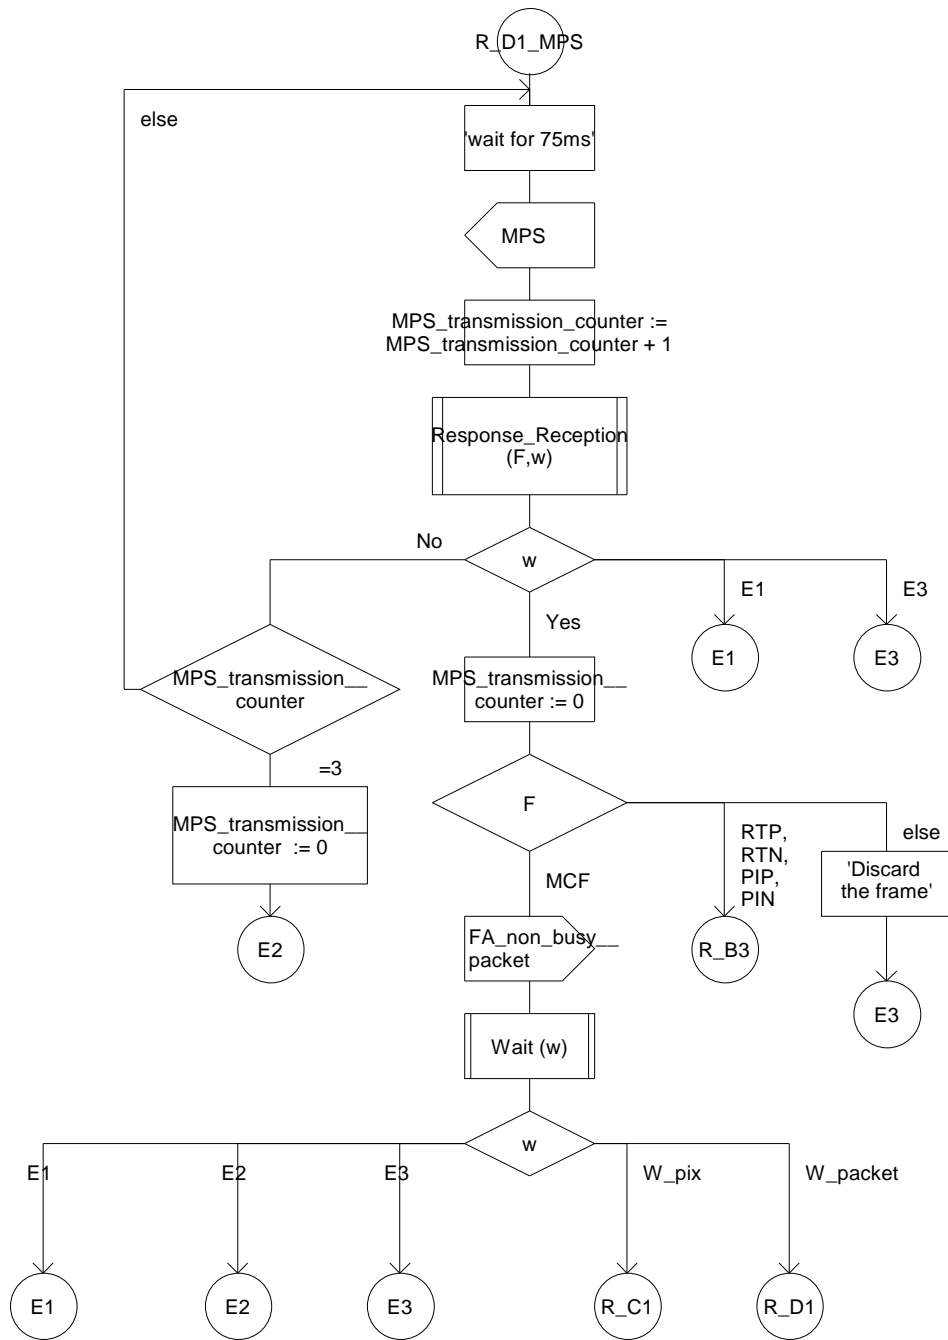 R_D1_MPS
else
'wait for 75ms'
MPS
MPS_transmission_counter :=
MPS_transmission_counter + 1
Response_Reception
(F,w)
No
w
E1
E3
Yes
E1
E3
MPS_transmission__
counter
MPS_transmission__
counter := 0
=3
F
MPS_transmission__
counter := 0
RTP,
RTN,
PIP,
PIN
else
'Discard
the frame'
MCF
E2
FA_non_busy__
packet
R_B3
E3
Wait (w)
w
E1
E2
E3
W_pix
W_packet
E1
E2
E3
R_C1
R_D1